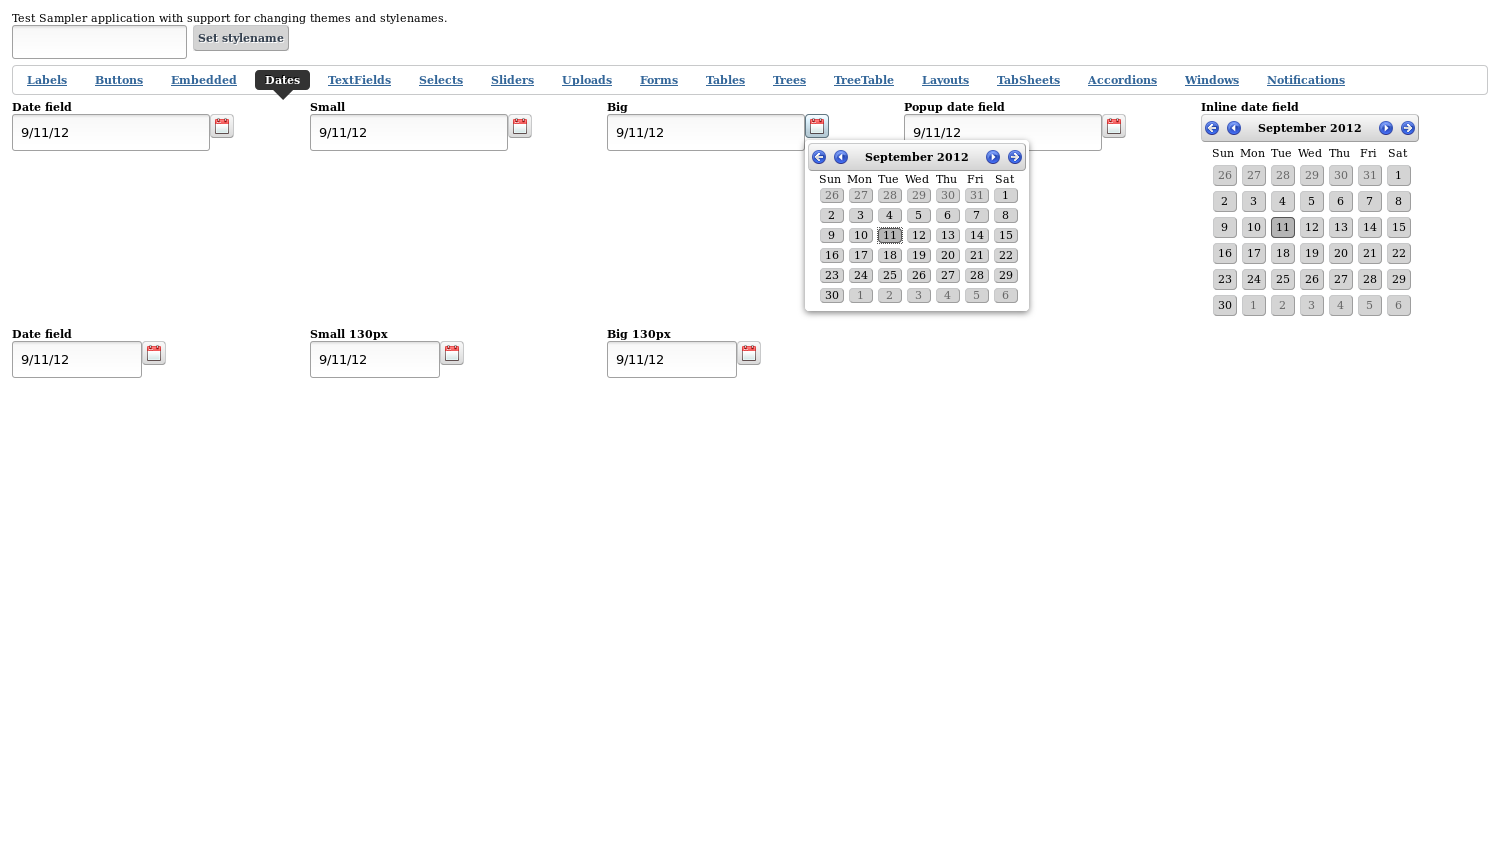 Test Sampler application with support for changing themes and stylenames.
Set stylename
Labels Buttons Embedded Dates TextFields Selects Sliders Uploads Forms Tables Trees TreeTable Layouts TabSheets Accordions Windows Notifications
Date field Small Big Popup date field Inline date field
9/11/12 9/11/12 9/11/12 9/11/12
September 2012
Sun Mon Tue Wed Thu Fri Sat
26 27 28 29 30 31 1
2 3 4 5 6 7 8
9 10 11 12 13 14 15
16 17 18 19 20 21 22
23 24 25 26 27 28 29
30 1 2 3 4 5 6
September 2012
Sun Mon Tue Wed Thu Fri Sat
26 27 28 29 30 31 1
2 3 4 5 6 7 8
9 10 11 12 13 14 15
16 17 18 19 20 21 22
23 24 25 26 27 28 29
30 1 2 3 4 5 6
Date field Small 130px Big 130px
9/11/12 9/11/12 9/11/12